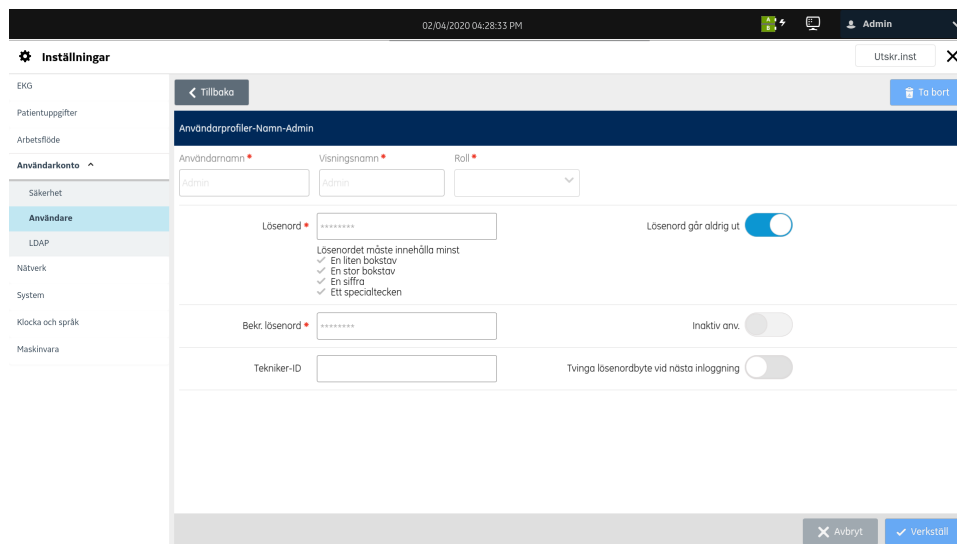 02/04/2020 04:28:33 PM
A
B
Admin
Inställningar
Utskr.inst
EKG
Patientuppgifter
Arbetsflöde
Användarkonto
Säkerhet
Användare
LDAP
Nätverk
System
Klocka och språk
Maskinvara
Tillbaka
Ta bort
Användarprofiler-Namn-Admin
Användarnamn *
Visningsnamn *
Roll *
Admin
Admin
Lösenord *
********
Lösenord går aldrig ut
Lösenordet måste innehålla minst
En liten bokstav
En stor bokstav
En siffra
Ett specialtecken
Bekr. lösenord *
********
Inaktiv anv.
Tekniker-ID
Tvinga lösenordbyte vid nästa inloggning
Avbryt
Verkställ